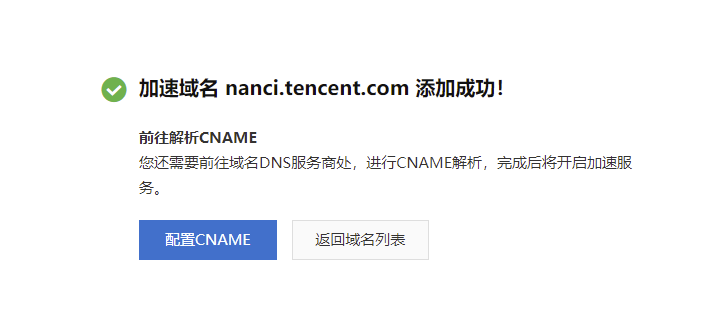 加速域名 nanci.tencent.com 添加成功！
前往解析CNAME
您还需要前往域名DNS服务商处，进行CNAME解析，完成后将开启加速服
务。
配置CNAME
返回域名列表